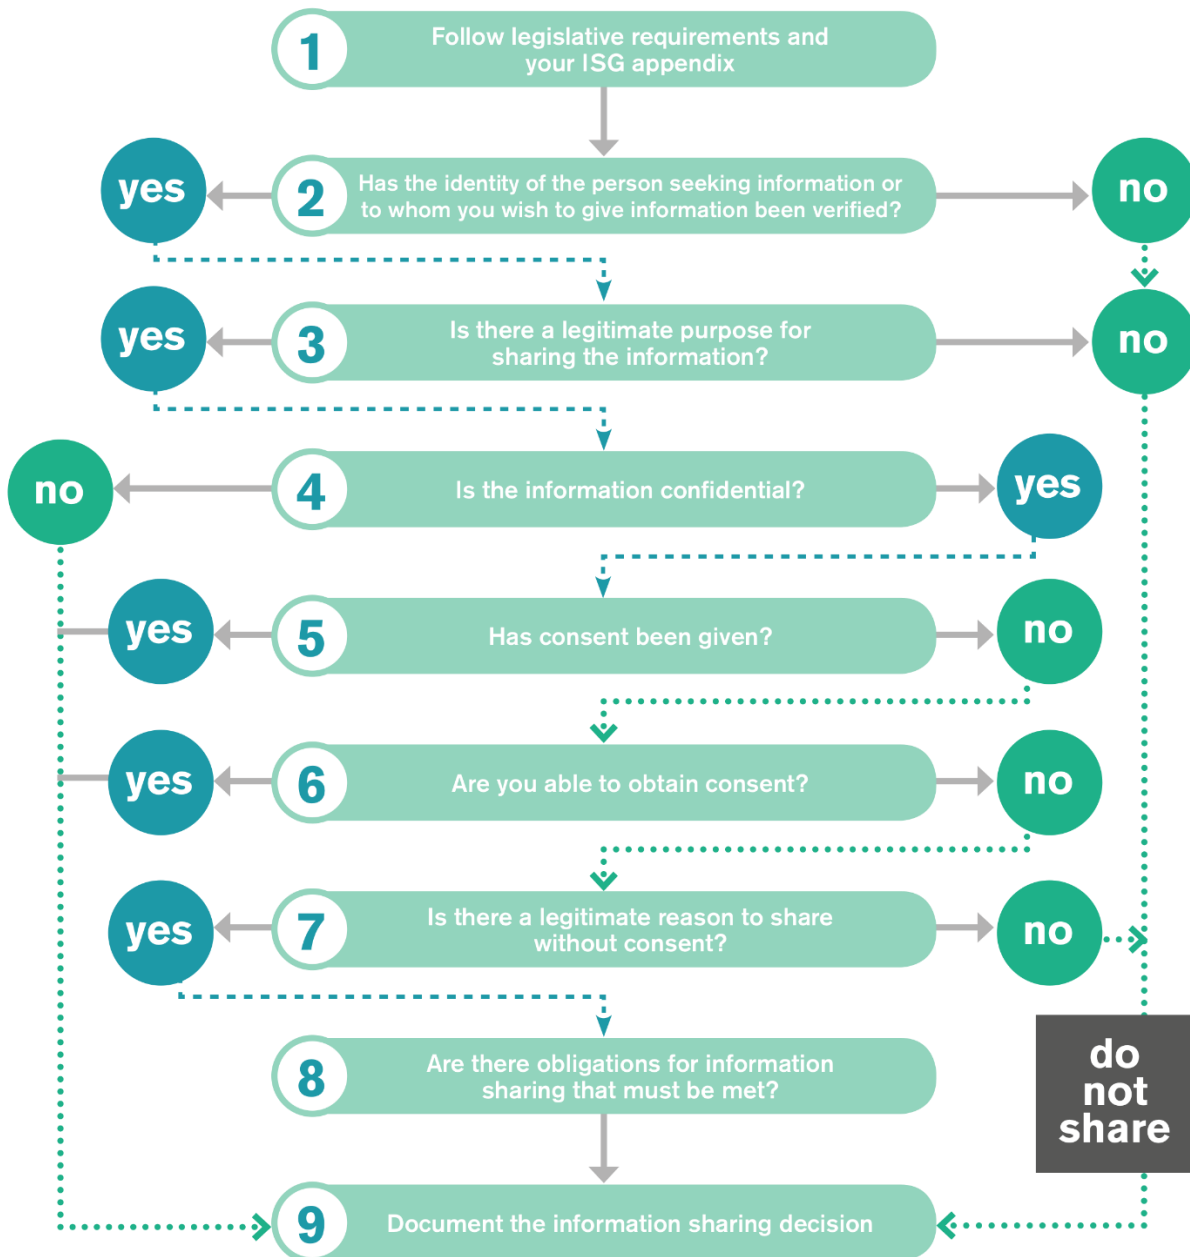 1
Follow legislative requirements and
your ISG appendix
yes
2
Has the identity of the person seeking information or
to whom you wish to give information been verified?
no
yes
3
Is there a legitimate purpose for
sharing the information?
no
no
4
Is the information confidential?
yes
yes
5
Has consent been given?
no
yes
6
Are you able to obtain consent?
no
yes
7
Is there a legitimate reason to share
without consent?
no
8
Are there obligations for information
sharing that must be met?
do
not
share
9
Document the information sharing decision